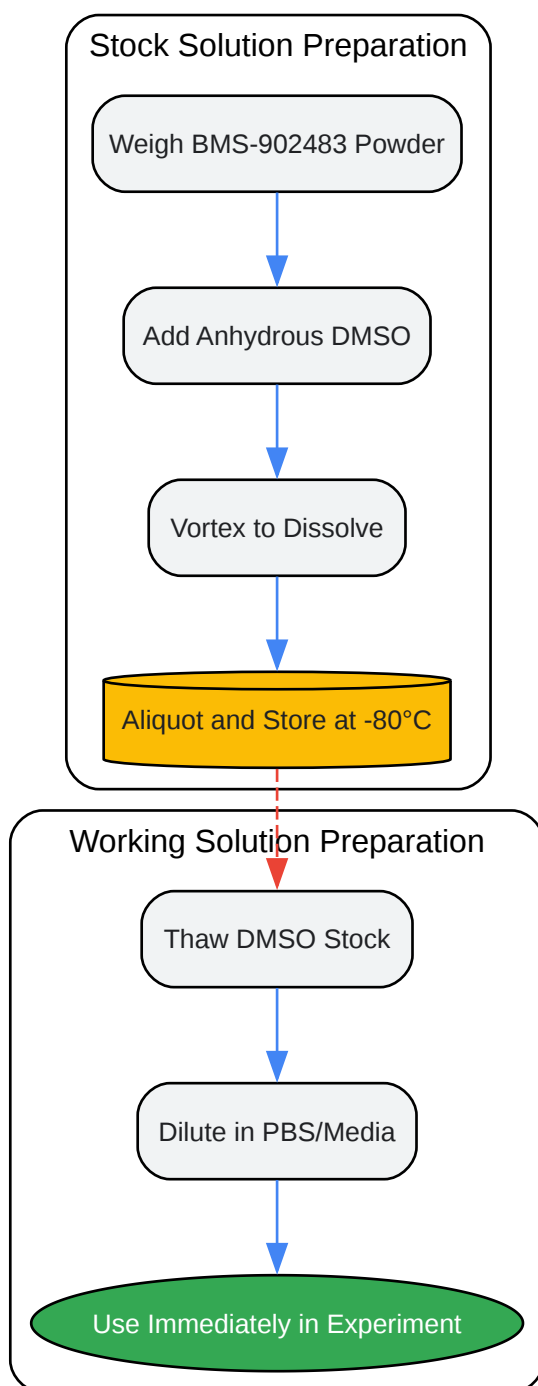 Stock Solution Preparation
Weigh BMS-902483 Powder
Add Anhydrous DMSO
Vortex to Dissolve
Aliquot and Store at -80°C
Working Solution Preparation
Thaw DMSO Stock
Dilute in PBS/Media
Use Immediately in Experiment